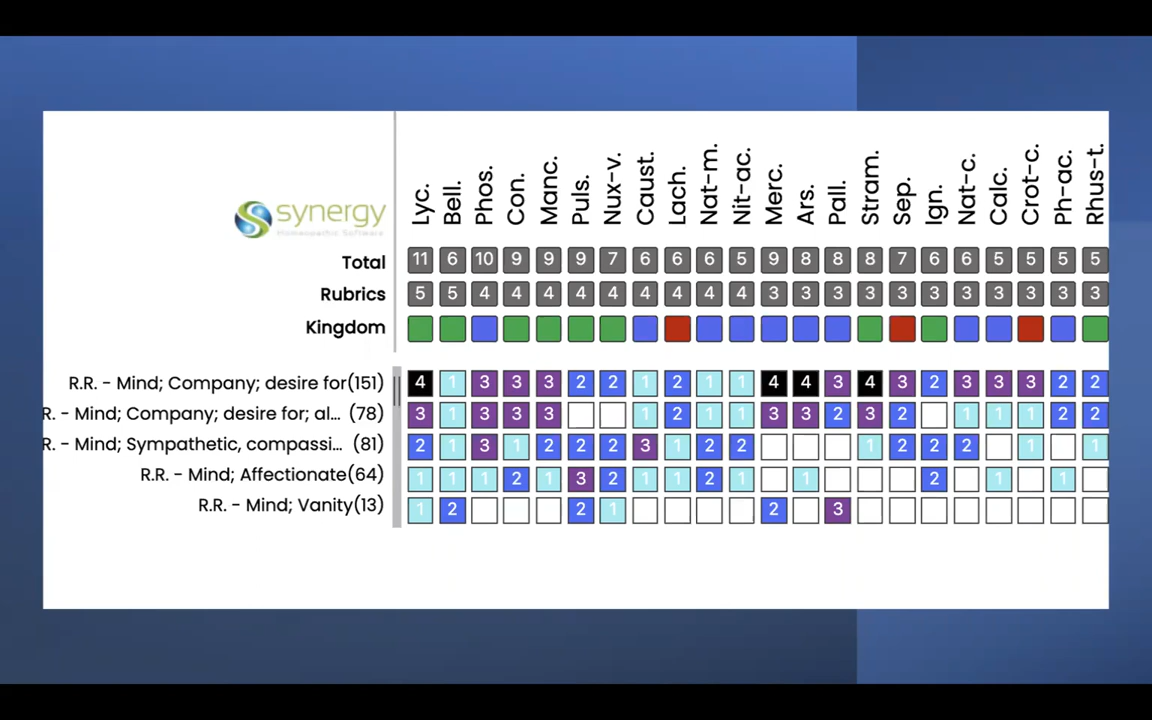 Lyc. Bell. Phos. Con. Manc. Puls. Nux-v. Caust. Lach. Nat-m. Nit-ac. Merc. Ars. Pall. Stram. Sep. Ign. Nat-c. Calc. Crot-c. Ph-ac. Rhus-t.
synergy
Homeopathic Software
Total 11 6 10 9 9 9 7 6 6 6 5 9 8 8 8 7 6 6 5 5 5 5
Rubrics 5 5 4 4 4 4 4 4 4 4 4 3 3 3 3 3 3 3 3 3 3 3
Kingdom
R.R. - Mind; Company; desire for(151) 4 1 3 3 3 2 2 1 2 1 1 4 4 3 4 3 2 3 3 3 2 2
R. - Mind; Company; desire for; al... (78) 3 1 3 3 3 1 2 1 1 3 3 2 3 2 1 1 1 2 2
R. - Mind; Sympathetic, compassi... (81) 2 1 3 1 2 2 2 3 1 2 2 1 2 2 2 1 1
R.R. - Mind; Affectionate(64) 1 1 1 2 1 3 2 1 1 2 1 1 2 1 1
R.R. - Mind; Vanity(13) 1 2 2 1 2 3